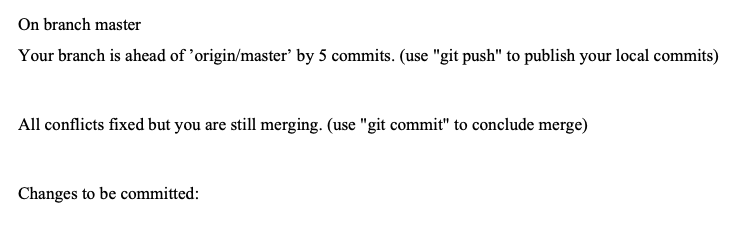 On branch master
Your branch is ahead of ’origin/master’ by 5 commits. (use "git push" to publish your local commits)
All conflicts fixed but you are still merging. (use "git commit" to conclude merge)
Changes to be committed: